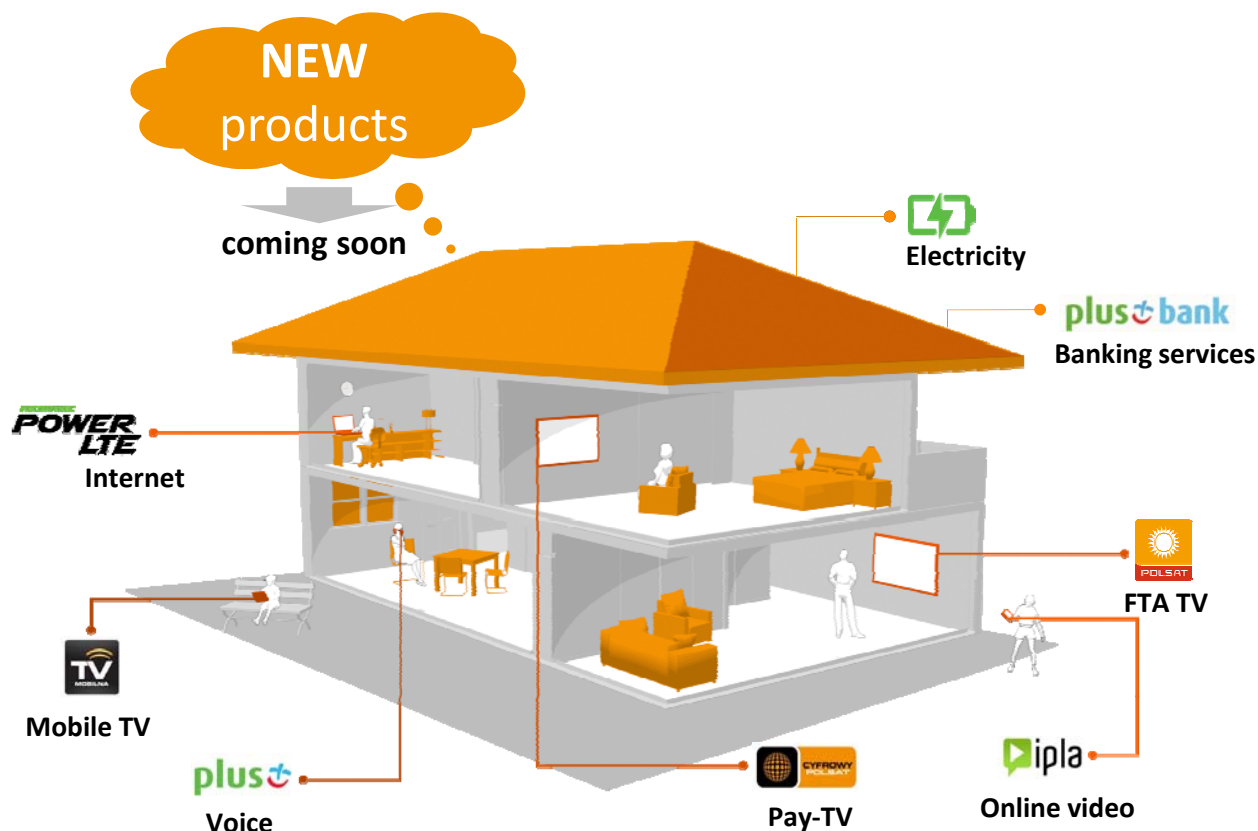 NEW
products
coming soon
Electricity
plus bank
Banking services
POWER
LTE
Internet
POLSAT
FTA TV
TV
MOBILNA
Mobile TV
plus
Voice
CYFROWY
POLSAT
Pay-TV
ipla
Online video